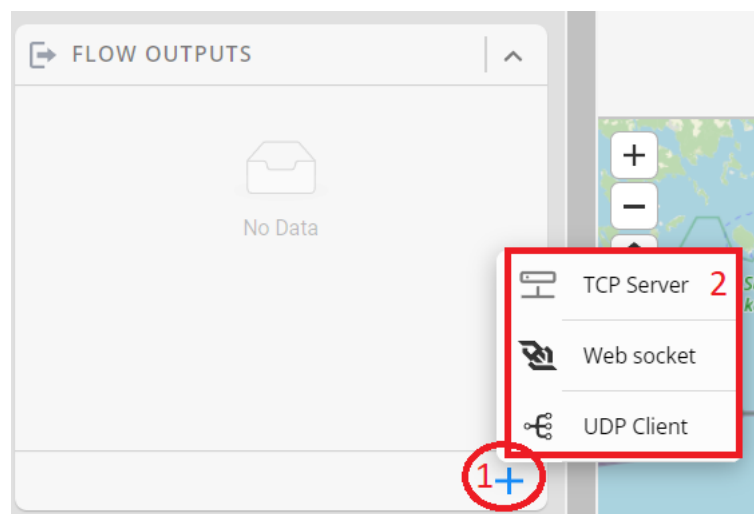 FLOW OUTPUTS
No Data
TCP Server 2
Web socket
UDP Client
1+